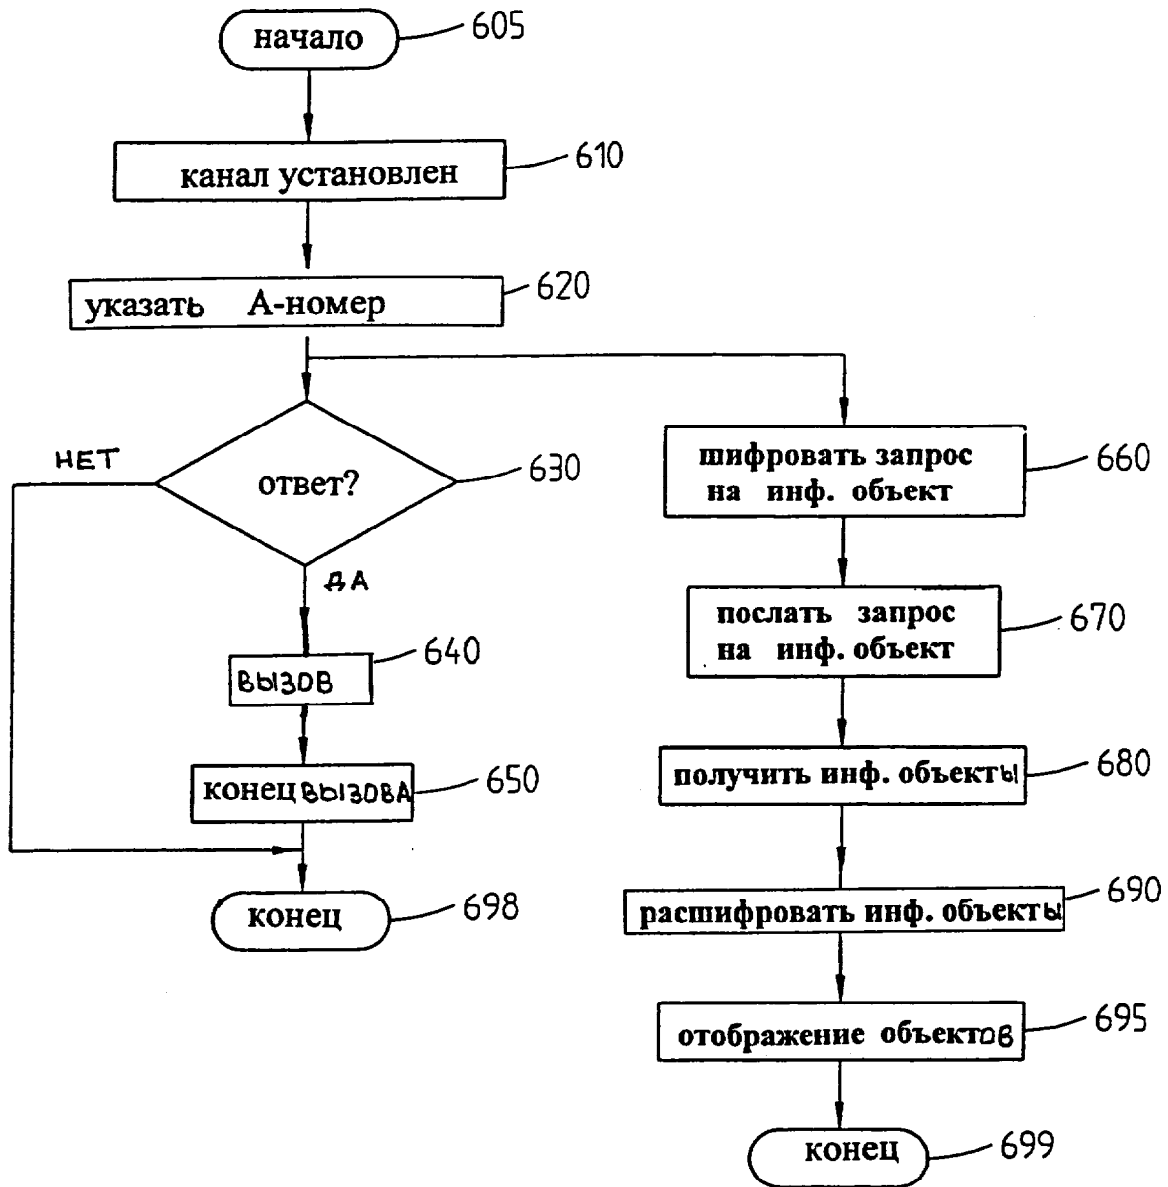 начало
605
канал установлен
610
указать А-номер
620
ответ?
630
НЕТ
ДА
вызов
640
конец вызова
650
конец
698
шифровать запрос
на инф. объект
660
послать запрос
на инф. объект
670
получить инф. объекты
680
расшифровать инф. объекты
690
отображение объектов
695
конец
699